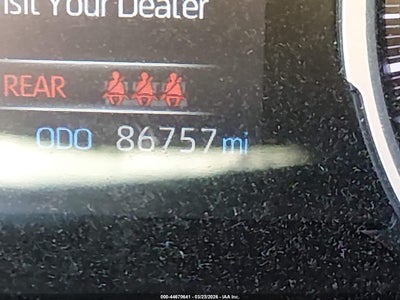 isit Your Dealer
REAR
ODO 86757 mi
000-44670641 - 03/23/2026 - IAA Inc.